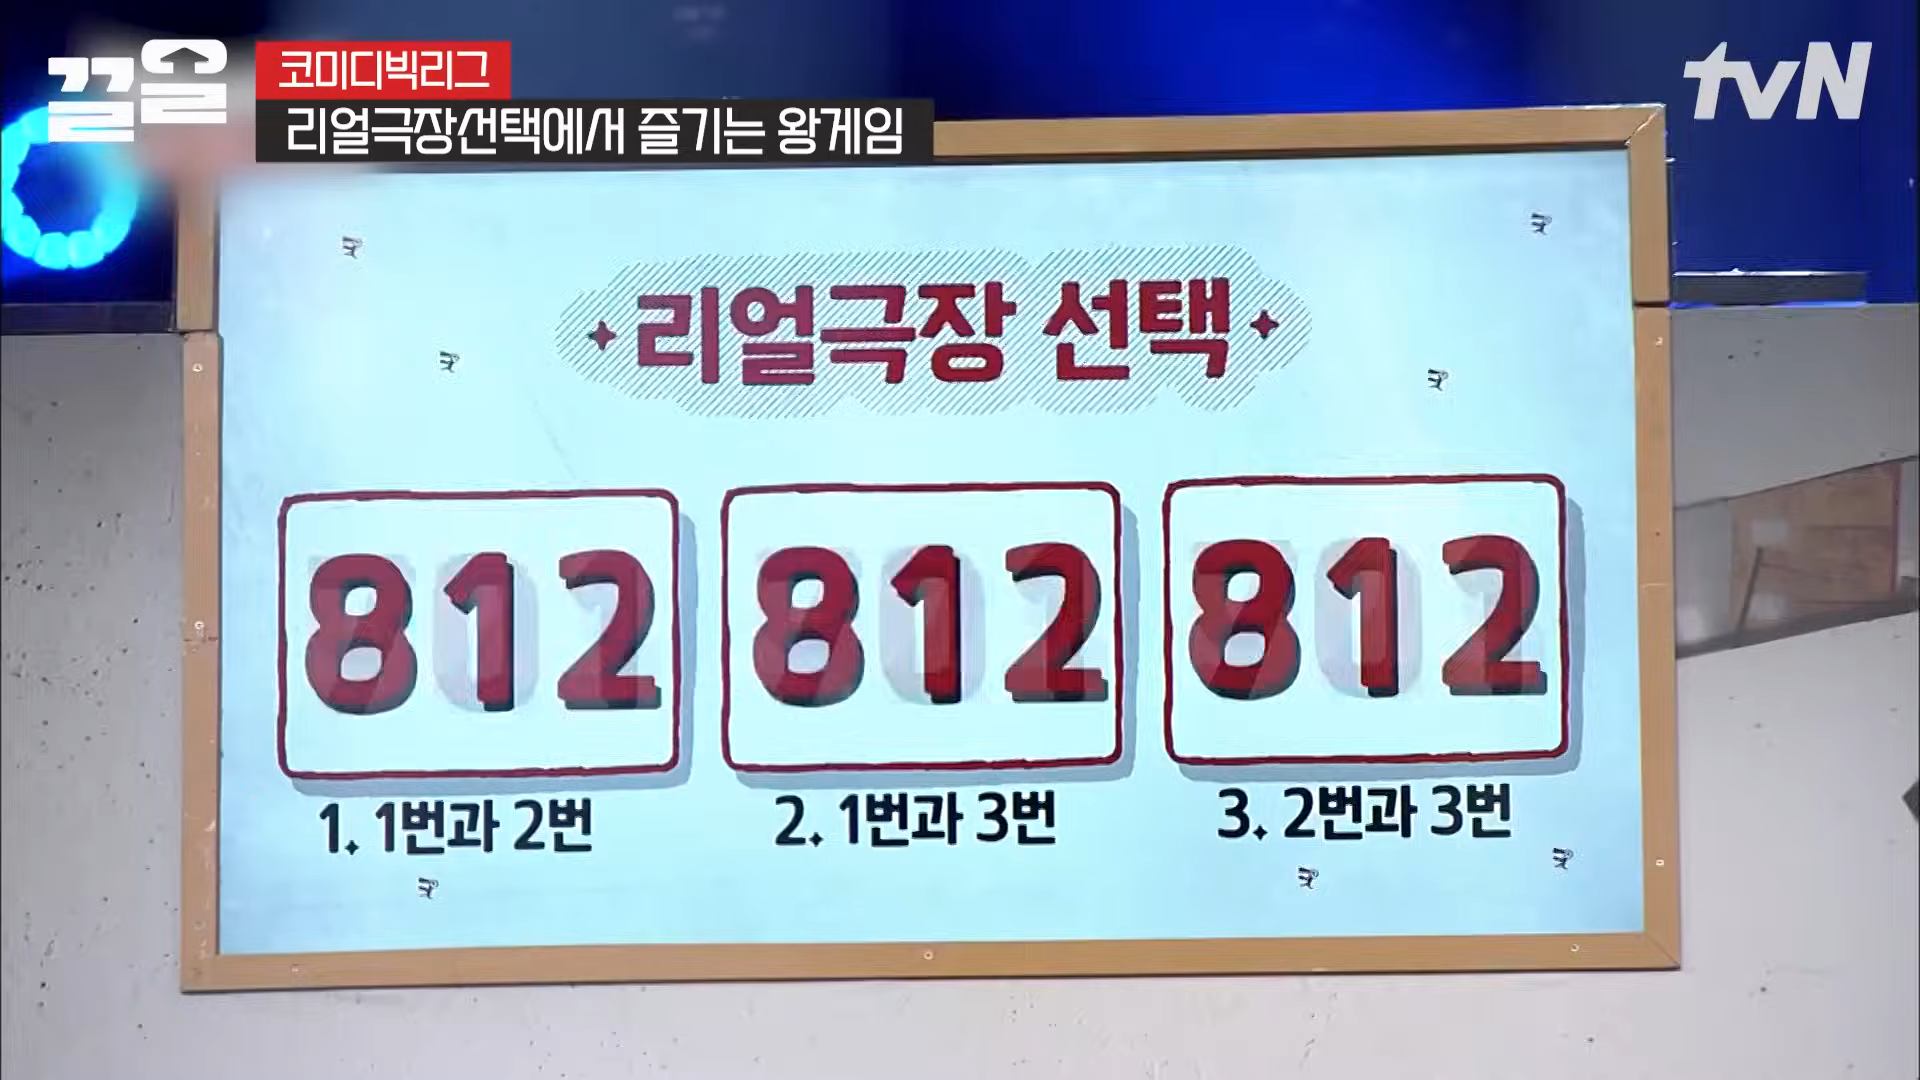 끌올
코미디빅리그
리얼극장선택에서 즐기는 왕게임
tvN
리얼극장 선택
812 812 812
1. 1번과 2번
2. 1번과 3번
3. 2번과 3번